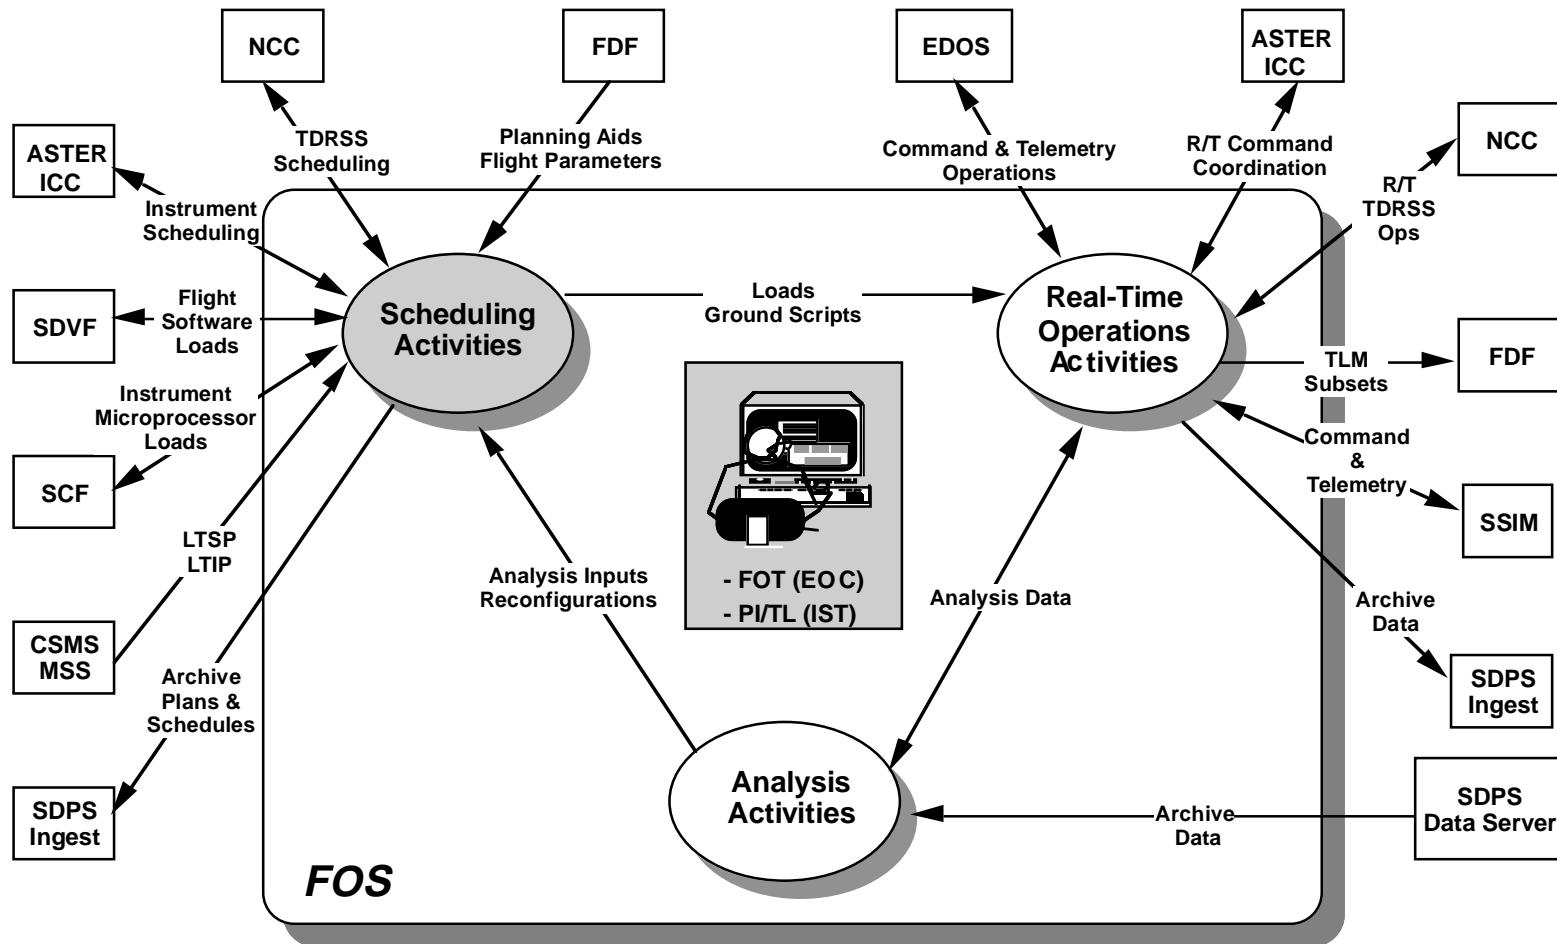 NCC
FDF
EDOS
ASTER
ICC
NCC
ASTER
ICC
TDRSS
Scheduling
Planning Aids
Flight Parameters
Command & Telemetry
Operations
R/T Command
Coordination
R/T
TDRSS
Ops
Instrument
Scheduling
SDVF
Flight
Software
Loads
Scheduling
Activities
Loads
Ground Scripts
Real-Time
Operations
Activities
TLM
Subsets
FDF
Instrument
Microprocessor
Loads
SCF
Command
&
Telemetry
SSIM
LTSP
LTIP
Analysis Inputs
Reconfigurations
- FOT (EOC)
- PI/TL (IST)
Analysis Data
Archive
Data
CSMS
MSS
Archive
Plans &
Schedules
SDPS
Ingest
SDPS
Ingest
Analysis
Activities
Archive
Data
SDPS
Data Server
FOS